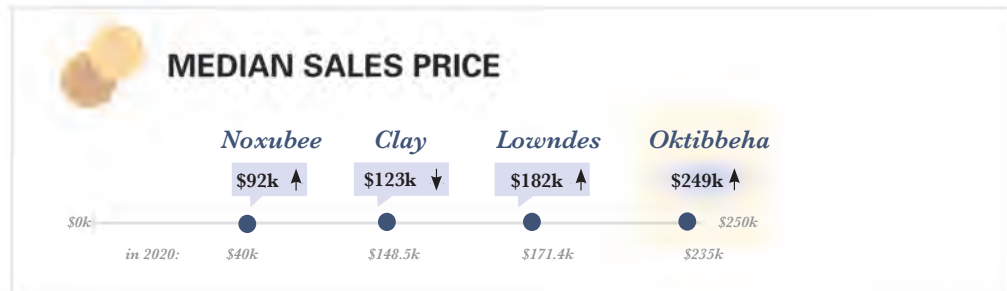 MEDIAN SALES PRICE
Noxubee Clay Lowndes Oktibbeha
$92k $123k $182k $249k
$0k $250k
in 2020: $40k $148.5k $171.4k $235k